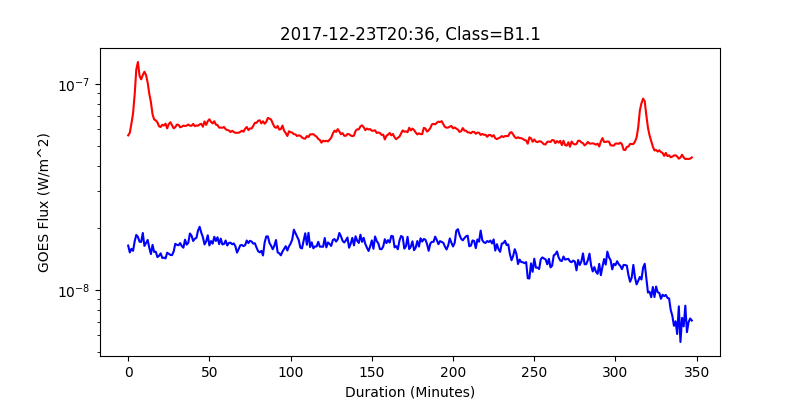 2017-12-23T20:36, Class=B1.1
GOES Flux (W/m^2)
10⁻⁷
10⁻⁸
0 50 100 150 200 250 300 350
Duration (Minutes)